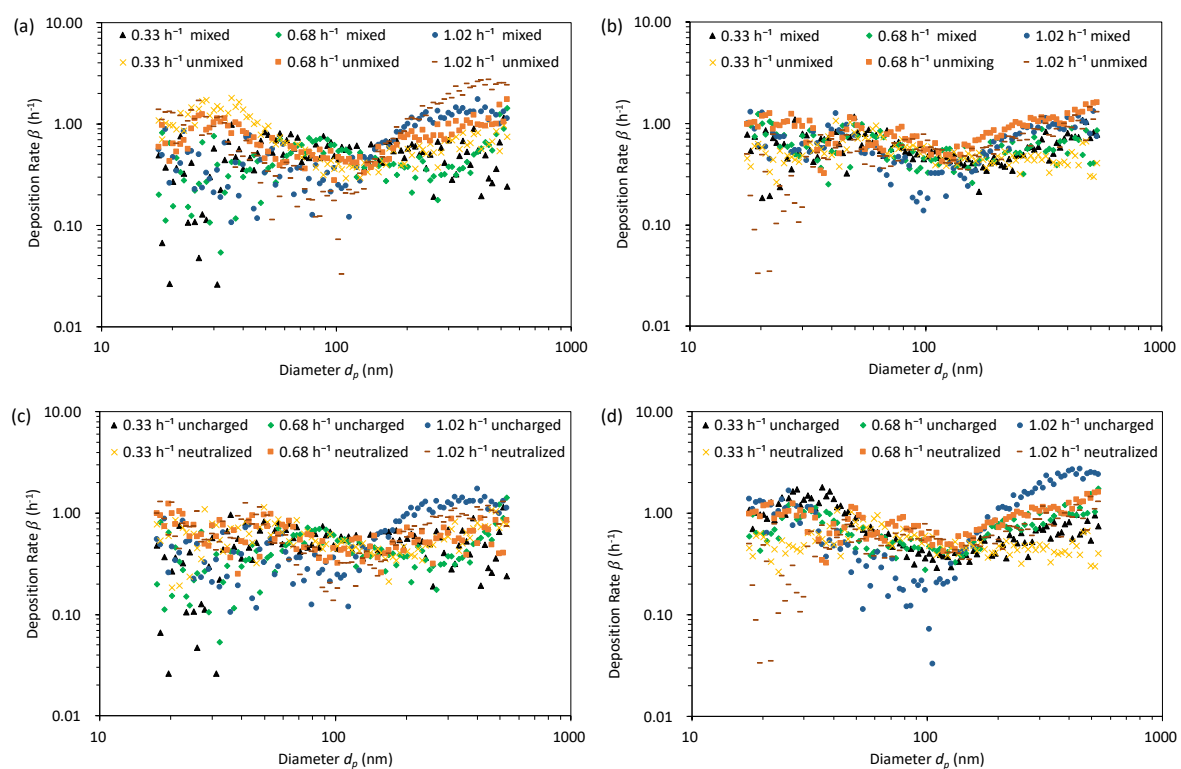 (a)
10.00
0.33 h⁻¹ mixed 0.68 h⁻¹ mixed 1.02 h⁻¹ mixed
0.33 h⁻¹ unmixed 0.68 h⁻¹ unmixed 1.02 h⁻¹ unmixed
1.00
0.10
0.01
Deposition Rate β (h⁻¹)
10 100 1000
Diameter dₚ (nm)
(b)
10.00
0.33 h⁻¹ mixed 0.68 h⁻¹ mixed 1.02 h⁻¹ mixed
0.33 h⁻¹ unmixed 0.68 h⁻¹ unmixing 1.02 h⁻¹ unmixed
1.00
0.10
0.01
Deposition Rate β (h⁻¹)
10 100 1000
Diameter dₚ (nm)
(c)
10.00
0.33 h⁻¹ uncharged 0.68 h⁻¹ uncharged 1.02 h⁻¹ uncharged
0.33 h⁻¹ neutralized 0.68 h⁻¹ neutralized 1.02 h⁻¹ neutralized
1.00
0.10
0.01
Deposition Rate β (h⁻¹)
10 100 1000
Diameter dₚ (nm)
(d)
10.00
0.33 h⁻¹ uncharged 0.68 h⁻¹ uncharged 1.02 h⁻¹ uncharged
0.33 h⁻¹ neutralized 0.68 h⁻¹ neutralized 1.02 h⁻¹ neutralized
1.00
0.10
0.01
Deposition Rate β (h⁻¹)
10 100 1000
Diameter dₚ (nm)